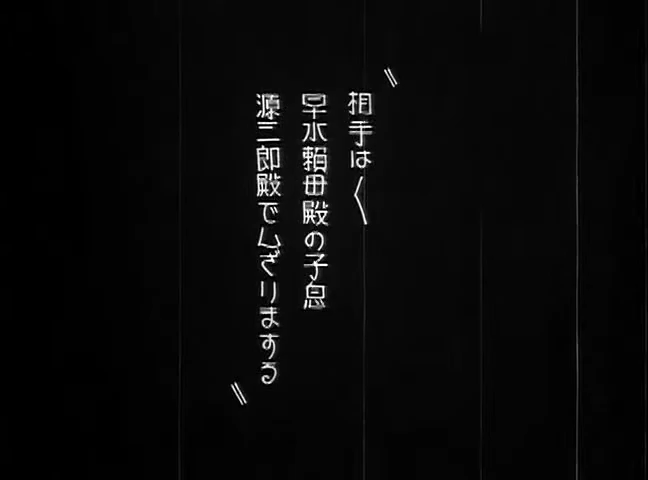 〝相手は〱
早水頼母殿の子息
源三郎殿でムざりまする〟